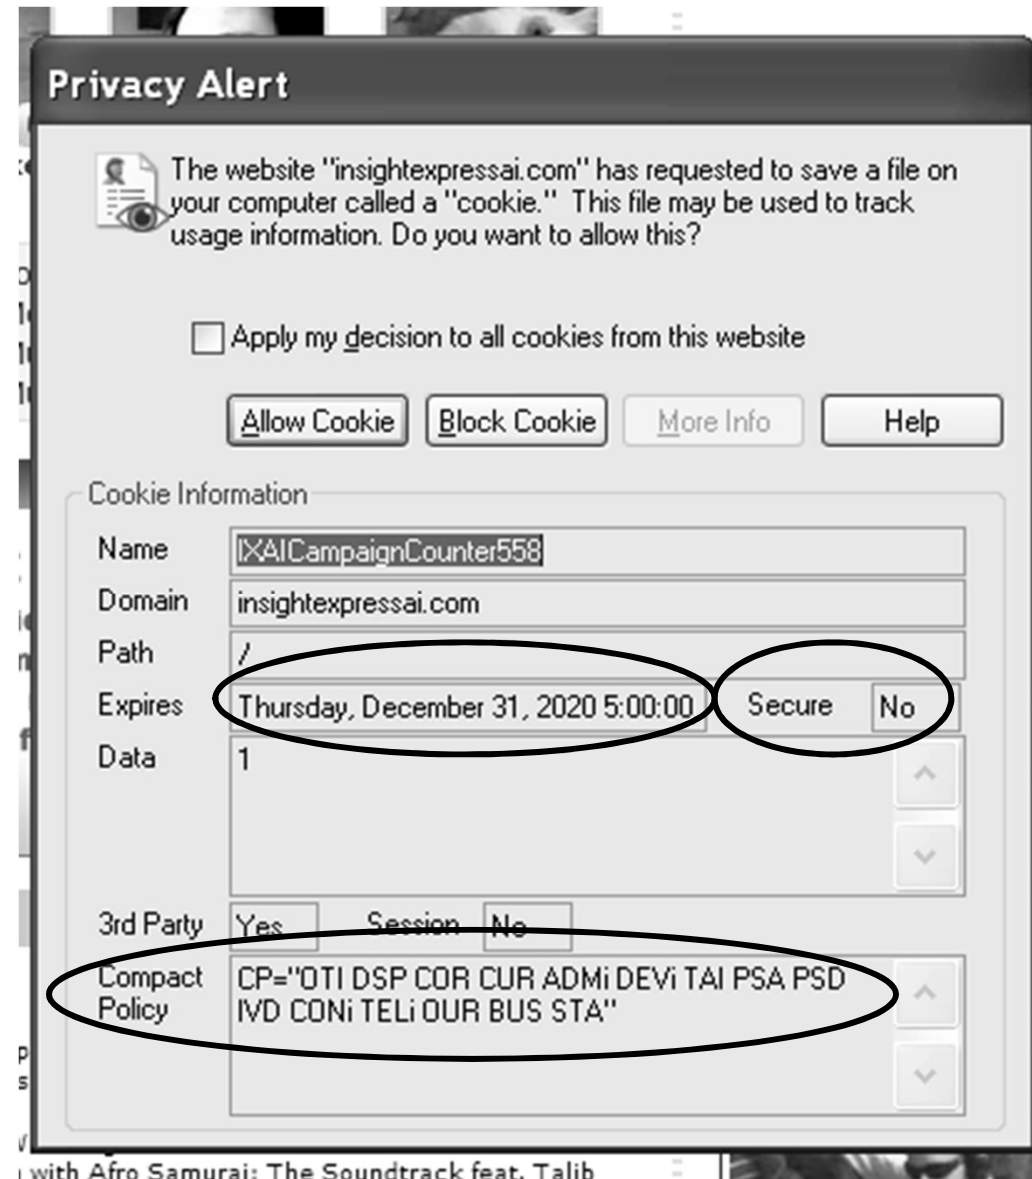 Privacy Alert
The website "insightexpressai.com" has requested to save a file on
your computer called a "cookie." This file may be used to track
usage information. Do you want to allow this?
Apply my decision to all cookies from this website
Allow Cookie Block Cookie More Info Help
Cookie Information
Name IXAICampaignCounter558
Domain insightexpressai.com
Path /
Expires Thursday, December 31, 2020 5:00:00 Secure No
Data 1
3rd Party Yes Session No
Compact CP="OTI DSP COR CUR ADMi DEVi TAI PSA PSD
Policy IVD CONi TELi OUR BUS STA"
with Afro Samurai: The Soundtrack feat. Talib